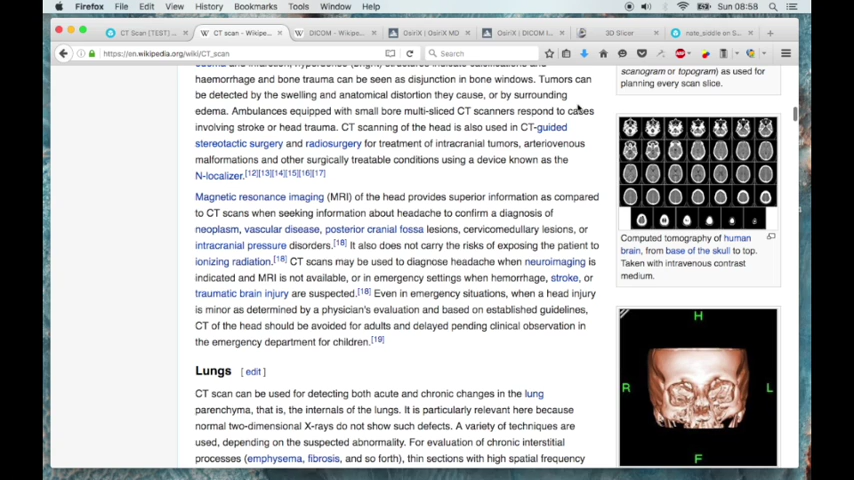 Firefox File Edit View History Bookmarks Tools Window Help Sun 08:58
CT Scan [TEST] CT scan - Wikipe... DICOM - Wikipe... OsiriX | OsiriX MD OsiriX | DICOM I... 3D Slicer nate_siddle on S...
https://en.wikipedia.org/wiki/CT_scan Search
haemorrhage and bone trauma can be seen as disjunction in bone windows. Tumors can
be detected by the swelling and anatomical distortion they cause, or by surrounding
edema. Ambulances equipped with small bore multi-sliced CT scanners respond to cases
involving stroke or head trauma. CT scanning of the head is also used in CT-guided
stereotactic surgery and radiosurgery for treatment of intracranial tumors, arteriovenous
malformations and other surgically treatable conditions using a device known as the
N-localizer.[12][13][14][15][16][17]
Magnetic resonance imaging (MRI) of the head provides superior information as compared
to CT scans when seeking information about headache to confirm a diagnosis of
neoplasm, vascular disease, posterior cranial fossa lesions, cervicomedullary lesions, or
intracranial pressure disorders.[18] It also does not carry the risks of exposing the patient to
ionizing radiation.[18] CT scans may be used to diagnose headache when neuroimaging is
indicated and MRI is not available, or in emergency settings when hemorrhage, stroke, or
traumatic brain injury are suspected.[18] Even in emergency situations, when a head injury
is minor as determined by a physician's evaluation and based on established guidelines,
CT of the head should be avoided for adults and delayed pending clinical observation in
the emergency department for children.[19]
Lungs [ edit ]
CT scan can be used for detecting both acute and chronic changes in the lung
parenchyma, that is, the internals of the lungs. It is particularly relevant here because
normal two-dimensional X-rays do not show such defects. A variety of techniques are
used, depending on the suspected abnormality. For evaluation of chronic interstitial
processes (emphysema, fibrosis, and so forth), thin sections with high spatial frequency
scanogram or topogram) as used for
planning every scan slice.
Computed tomography of human
brain, from base of the skull to top.
Taken with intravenous contrast
medium.
H
R L
F